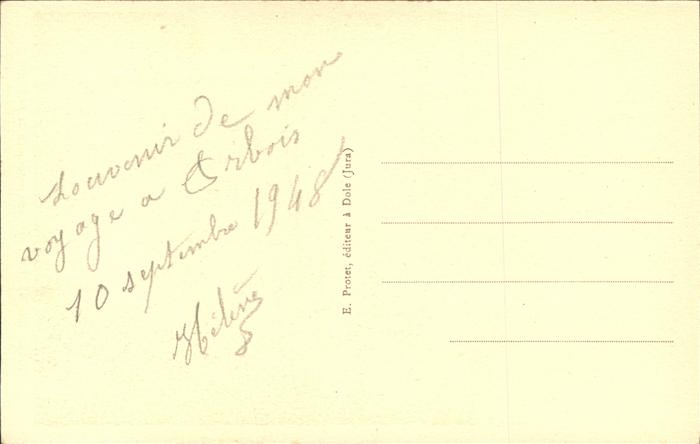 souvenir de mon
voyage a Arbois
10 septembre 1948
Hélène
E. Protet, éditeur à Dole (Jura)